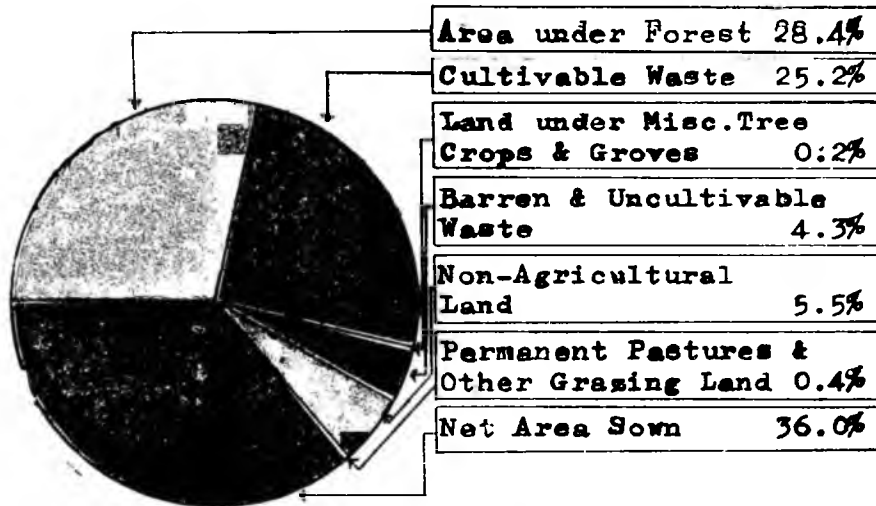 Area under Forest 28.4%
Cultivable Waste 25.2%
Land under Misc.Tree
Crops & Groves 0:2%
Barren & Uncultivable
Waste 4.3%
Non-Agricultural
Land 5.5%
Permanent Pastures &
Other Grazing Land 0.4%
Net Area Sown 36.0%